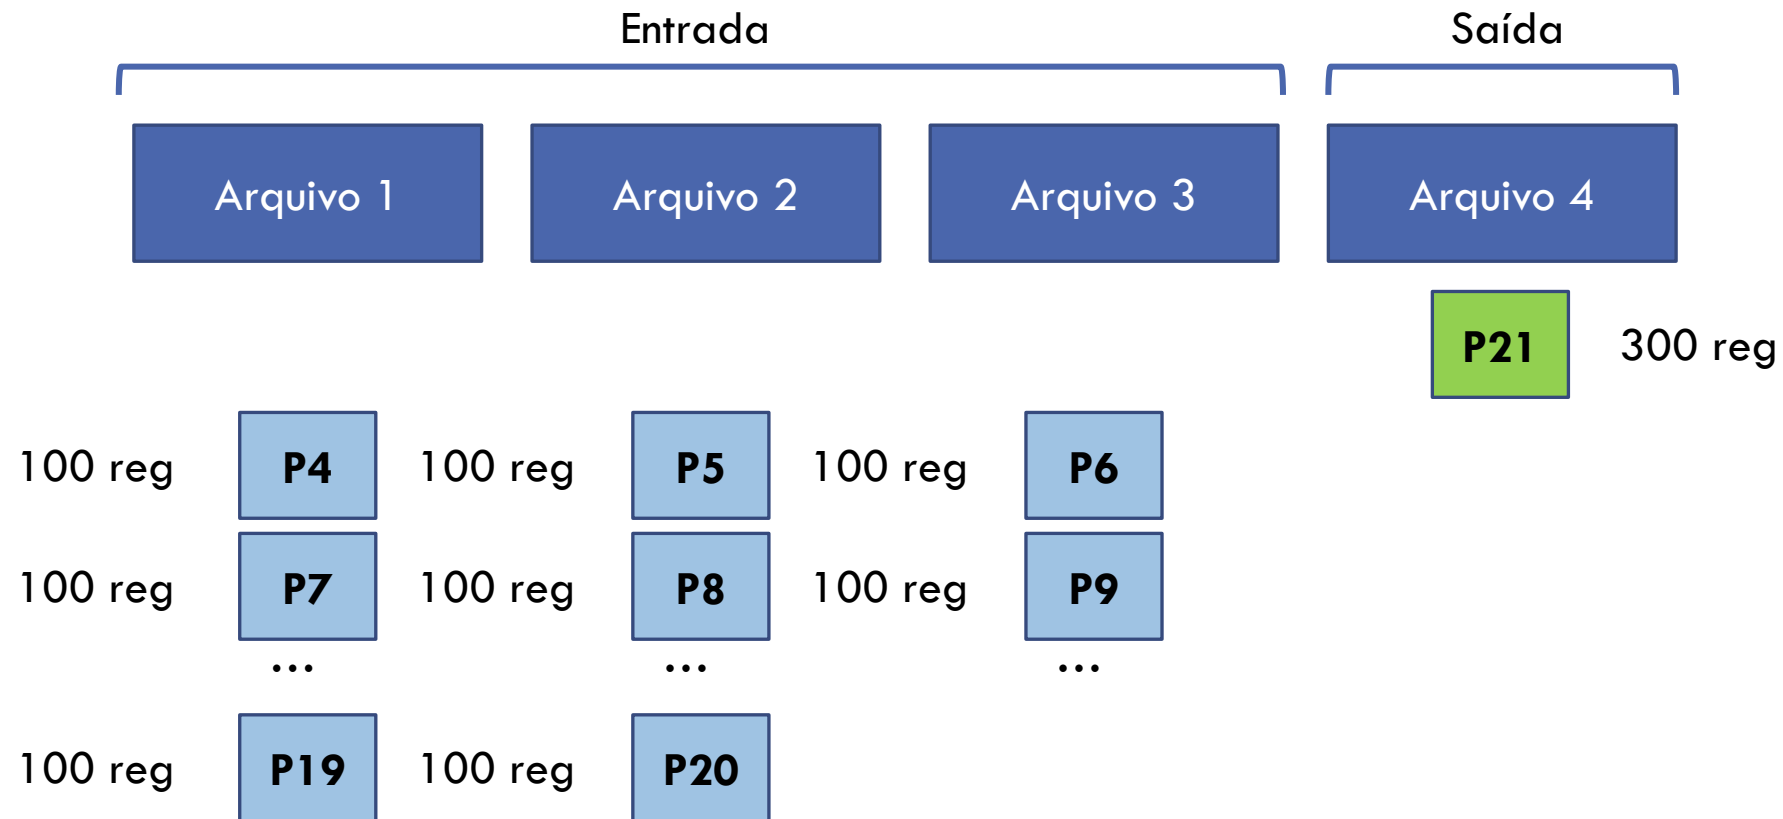 Entrada Saída
Arquivo 1 Arquivo 2 Arquivo 3 Arquivo 4
P21 300 reg
100 reg P4 100 reg P5 100 reg P6
100 reg P7 100 reg P8 100 reg P9
... ... ...
100 reg P19 100 reg P20